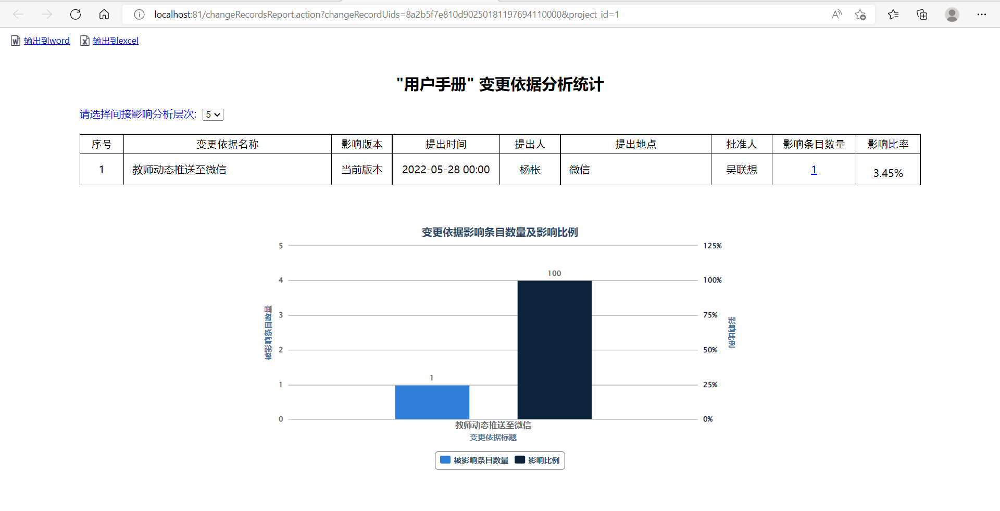 localhost:81/changeRecordsReport.action?changeRecordUids=8a2b5f7e810d90250181197694110000&project_id=1
输出到word 输出到excel
"用户手册" 变更依据分析统计
请选择间接影响分析层次: 5
序号 变更依据名称 影响版本 提出时间 提出人 提出地点 批准人 影响条目数量 影响比率
1 教师动态推送至微信 当前版本 2022-05-28 00:00 杨枨 微信 吴联想 1 3.45%
变更依据影响条目数量及影响比例
5 125%
100
4 100%
3 75%
被影响条目数量
影响比例
2 50%
1
1 25%
0 0%
教师动态推送至微信
变更依据标题
被影响条目数量 影响比例